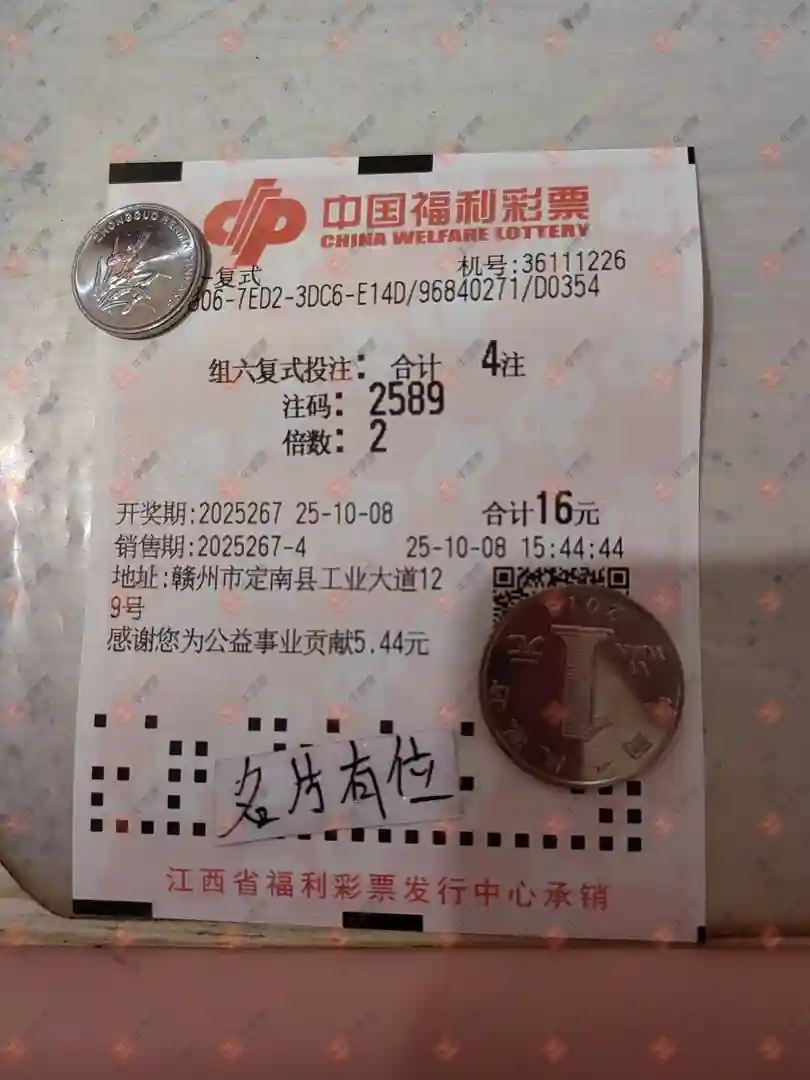 中国福利彩票
CHINA WELFARE LOTTERY
-复式
机号:36111226
806-7ED2-3DC6-E14D/96840271/D0354
组六复式投注: 合计 4注
注码: 2589
倍数: 2
开奖期:2025267 25-10-08 合计16元
销售期:2025267-4 25-10-08 15:44:44
地址:赣州市定南县工业大道12
9号
感谢您为公益事业贡献5.44元
名片有位
江西省福利彩票发行中心承销